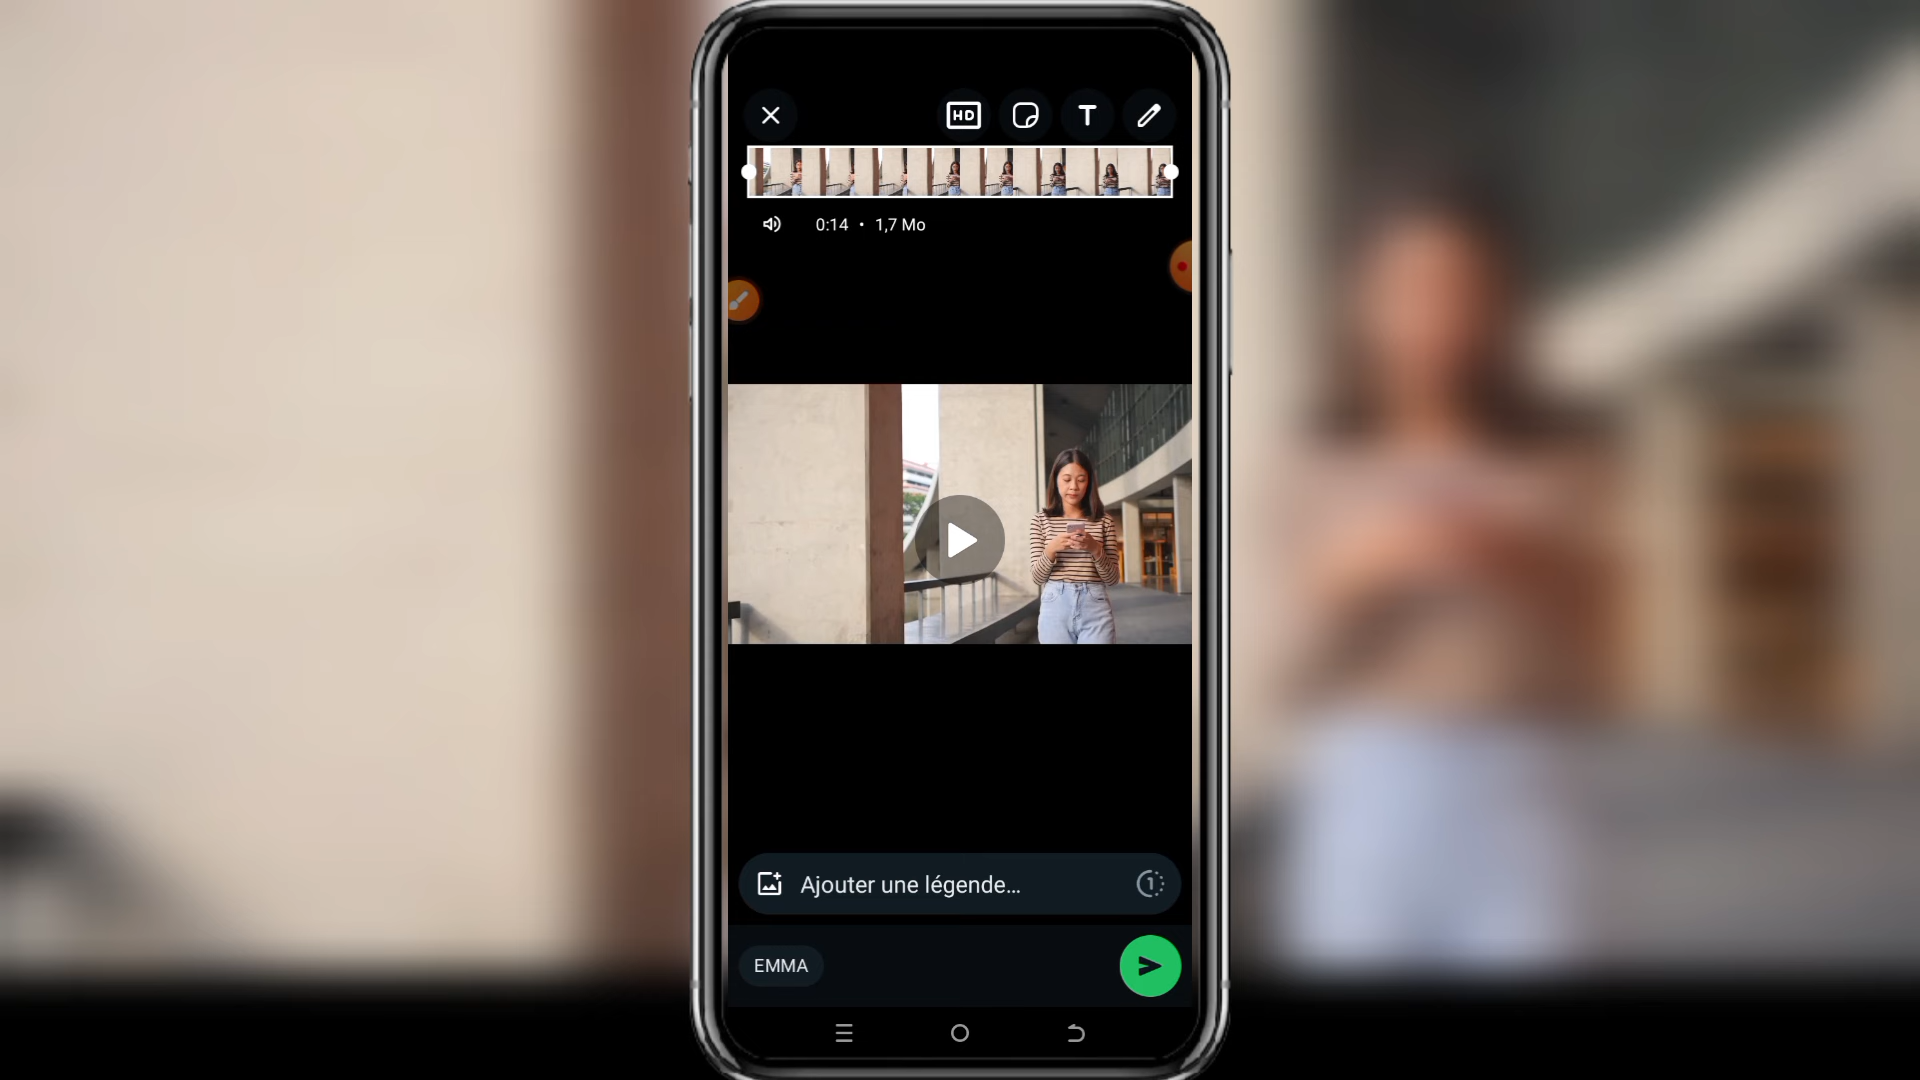 HD
T
0:14 • 1,7 Mo
Ajouter une légende...
1
EMMA